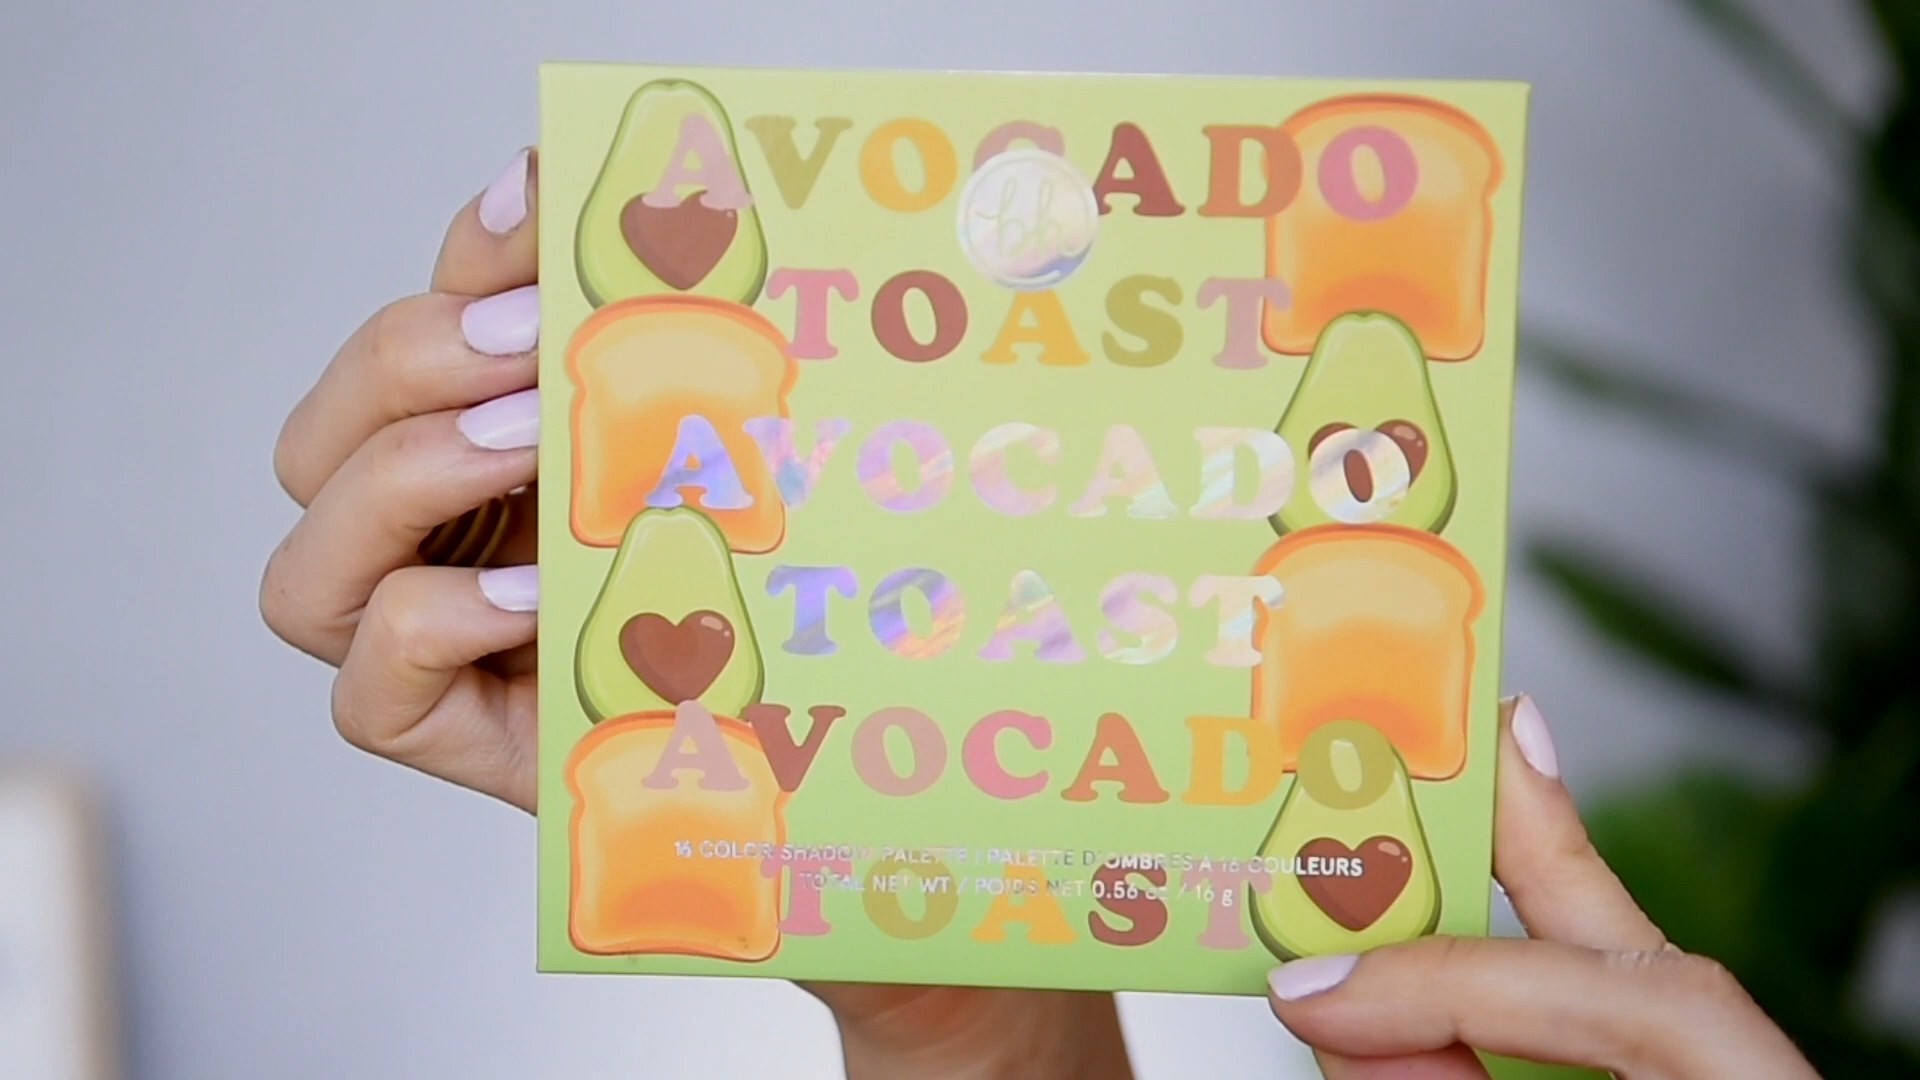 AVOCADO
bh
TOAST
AVOCADO
TOAST
AVOCADO
16 COLOR SHADOW PALETTE / PALETTE D'OMBRES À 16 COULEURS
TOTAL NET WT / POIDS NET 0.56 oz / 16 g
TOAST